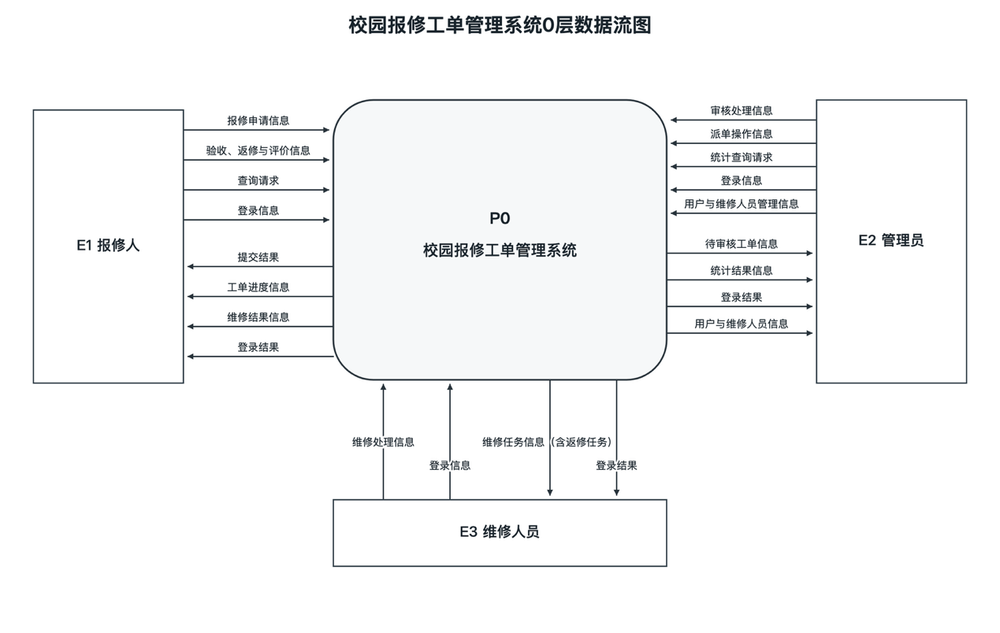 校园报修工单管理系统0层数据流图
E1 报修人
报修申请信息
验收、返修与评价信息
查询请求
登录信息
提交结果
工单进度信息
维修结果信息
登录结果
P0
校园报修工单管理系统
审核处理信息
派单操作信息
统计查询请求
登录信息
用户与维修人员管理信息
待审核工单信息
统计结果信息
登录结果
用户与维修人员信息
E2 管理员
维修处理信息
登录信息
维修任务信息（含返修任务）
登录结果
E3 维修人员